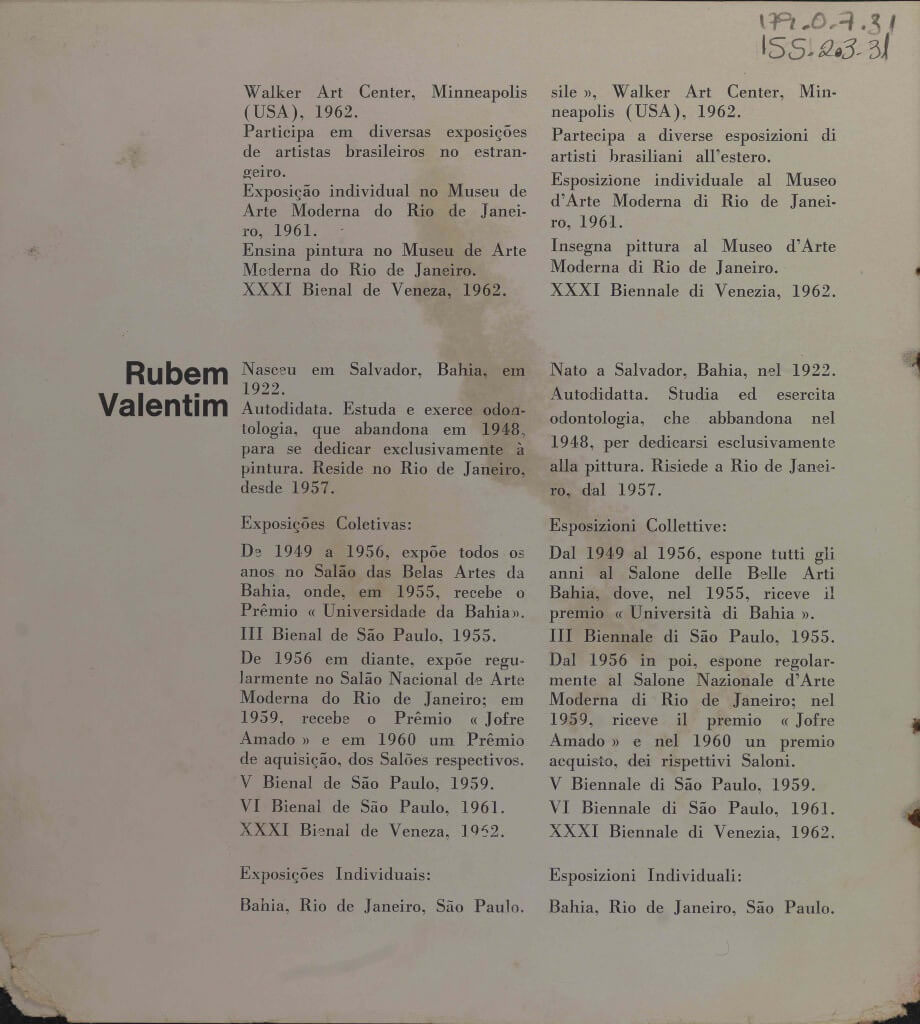 179.0.7.31
155.203-31
Walker Art Center, Minneapolis
(USA), 1962.
Participa em diversas exposições
de artistas brasileiros no estran-
geiro.
Exposição individual no Museu de
Arte Moderna do Rio de Janei-
ro, 1961.
Ensina pintura no Museu de Arte
Moderna do Rio de Janeiro.
XXXI Bienal de Veneza, 1962.
sile », Walker Art Center, Min-
neapolis (USA), 1962.
Partecipa a diverse esposizioni di
artisti brasiliani all'estero.
Esposizione individuale al Museo
d'Arte Moderna di Rio de Janei-
ro, 1961.
Insegna pittura al Museo d'Arte
Moderna di Rio de Janeiro.
XXXI Biennale di Venezia, 1962.
Rubem
Valentim
Nasceu em Salvador, Bahia, em
1922.
Autodidata. Estuda e exerce odon-
tologia, que abandona em 1948,
para se dedicar exclusivamente à
pintura. Reside no Rio de Janeiro,
desde 1957.
Exposições Coletivas:
De 1949 a 1956, expõe todos os
anos no Salão das Belas Artes da
Bahia, onde, em 1955, recebe o
Prêmio « Universidade da Bahia».
III Bienal de São Paulo, 1955.
De 1956 em diante, expõe regu-
larmente no Salão Nacional de Arte
Moderna do Rio de Janeiro; em
1959, recebe o Prêmio « Jofre
Amado » e em 1960 um Prêmio
de aquisição, dos Salões respectivos.
V Bienal de São Paulo, 1959.
VI Bienal de São Paulo, 1961.
XXXI Bienal de Veneza, 1962.
Exposições Individuais:
Bahia, Rio de Janeiro, São Paulo.
Nato a Salvador, Bahia, nel 1922.
Autodidatta. Studia ed esercita
odontologia, che abbandona nel
1948, per dedicarsi esclusivamente
alla pittura. Risiede a Rio de Janei-
ro, dal 1957.
Esposizioni Collettive:
Dal 1949 al 1956, espone tutti gli
anni al Salone delle Belle Arti
Bahia, dove, nel 1955, riceve il
premio « Università di Bahia ».
III Biennale di São Paulo, 1955.
Dal 1956 in poi, espone regolar-
mente al Salone Nazionale d'Arte
Moderna di Rio de Janeiro; nel
1959, riceve il premio « Jofre
Amado » e nel 1960 un premio
acquisto, dei rispettivi Saloni.
V Biennale di São Paulo, 1959.
VI Biennale di São Paulo, 1961.
XXXI Biennale di Venezia, 1962.
Esposizioni Individuali:
Bahia, Rio de Janeiro, São Paulo.